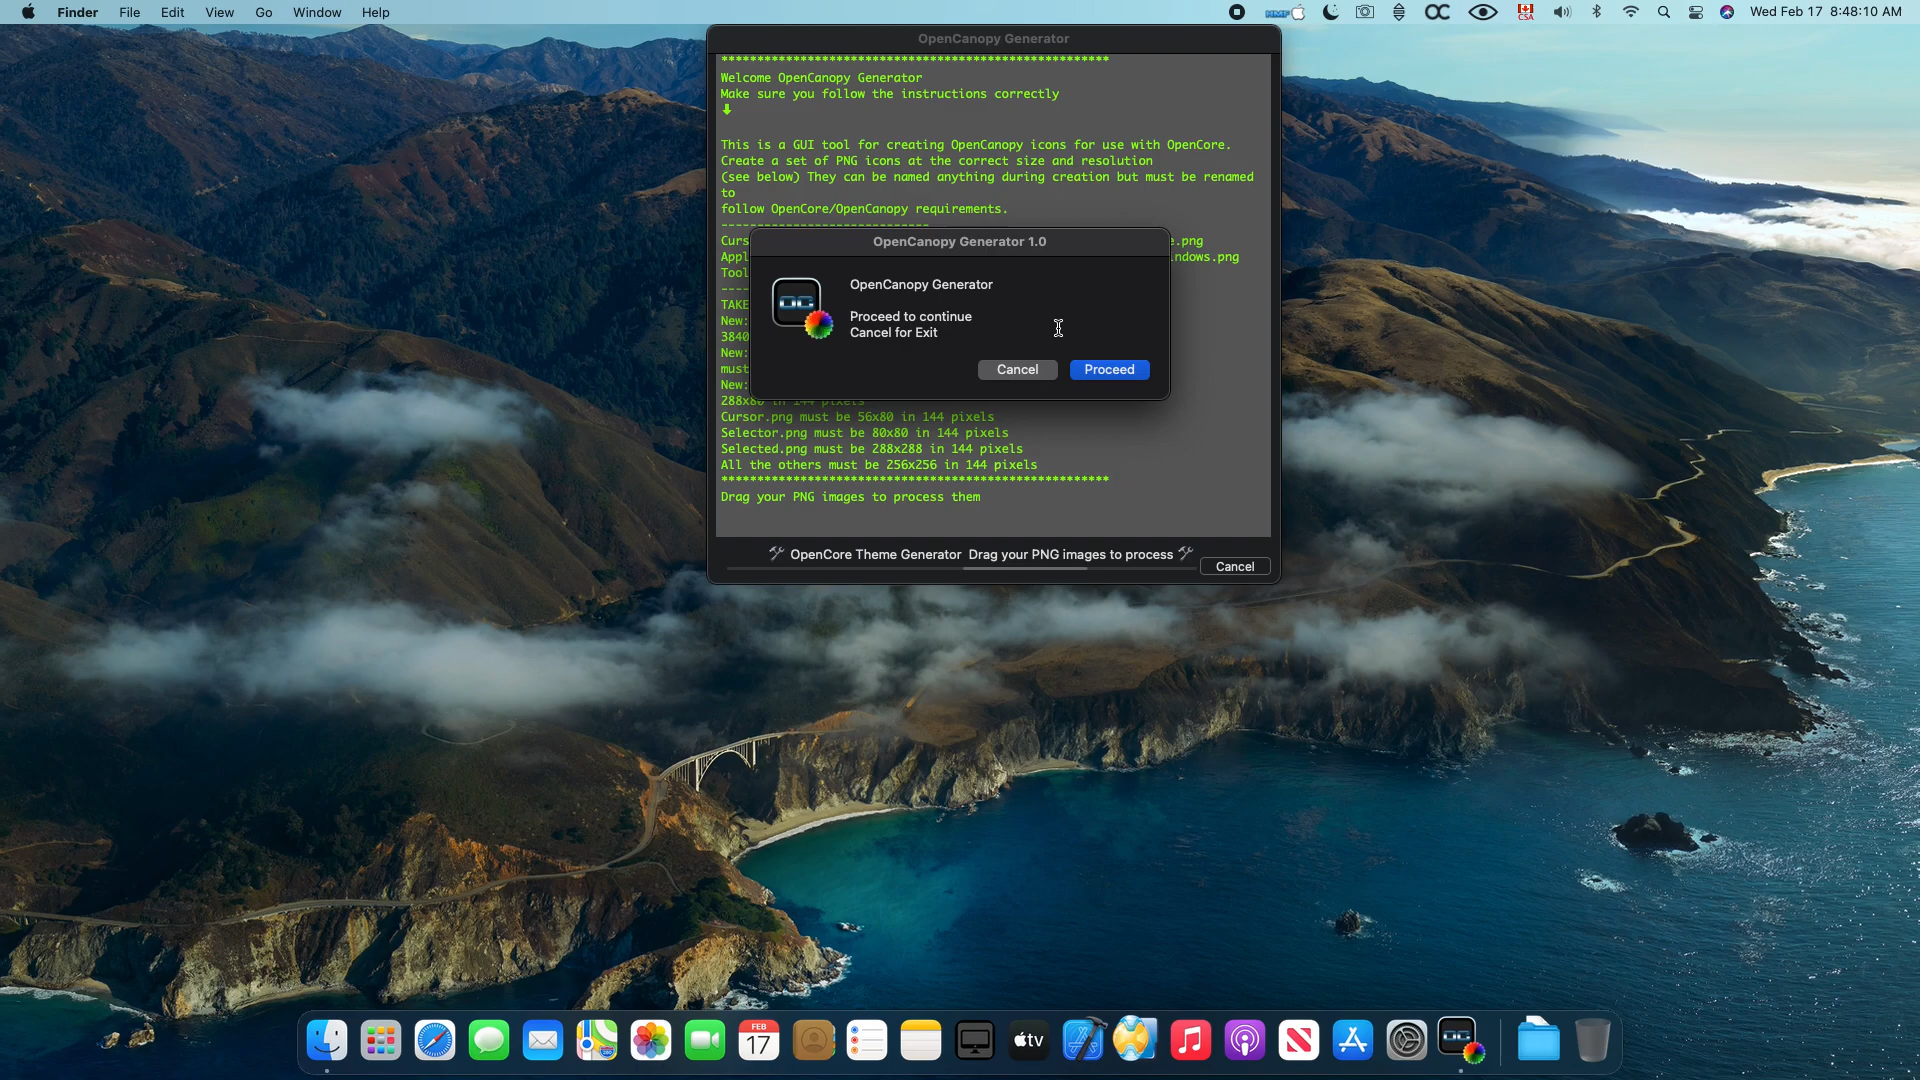 Finder File Edit View Go Window Help
Wed Feb 17 8:48:10 AM
OpenCanopy Generator
******************************************************
Welcome OpenCanopy Generator
Make sure you follow the instructions correctly
This is a GUI tool for creating OpenCanopy icons for use with OpenCore.
Create a set of PNG icons at the correct size and resolution
(see below) They can be named anything during creation but must be renamed
to
follow OpenCore/OpenCanopy requirements.
OpenCanopy Generator 1.0
OpenCanopy Generator
Proceed to continue
Cancel for Exit
Cancel Proceed
TAKE
New:
3840
New:
must
New:
288x80 in 144 pixels
Cursor.png must be 56x80 in 144 pixels
Selector.png must be 80x80 in 144 pixels
Selected.png must be 288x288 in 144 pixels
All the others must be 256x256 in 144 pixels
******************************************************
Drag your PNG images to process them
OpenCore Theme Generator Drag your PNG images to process
Cancel
FEB
17
tv